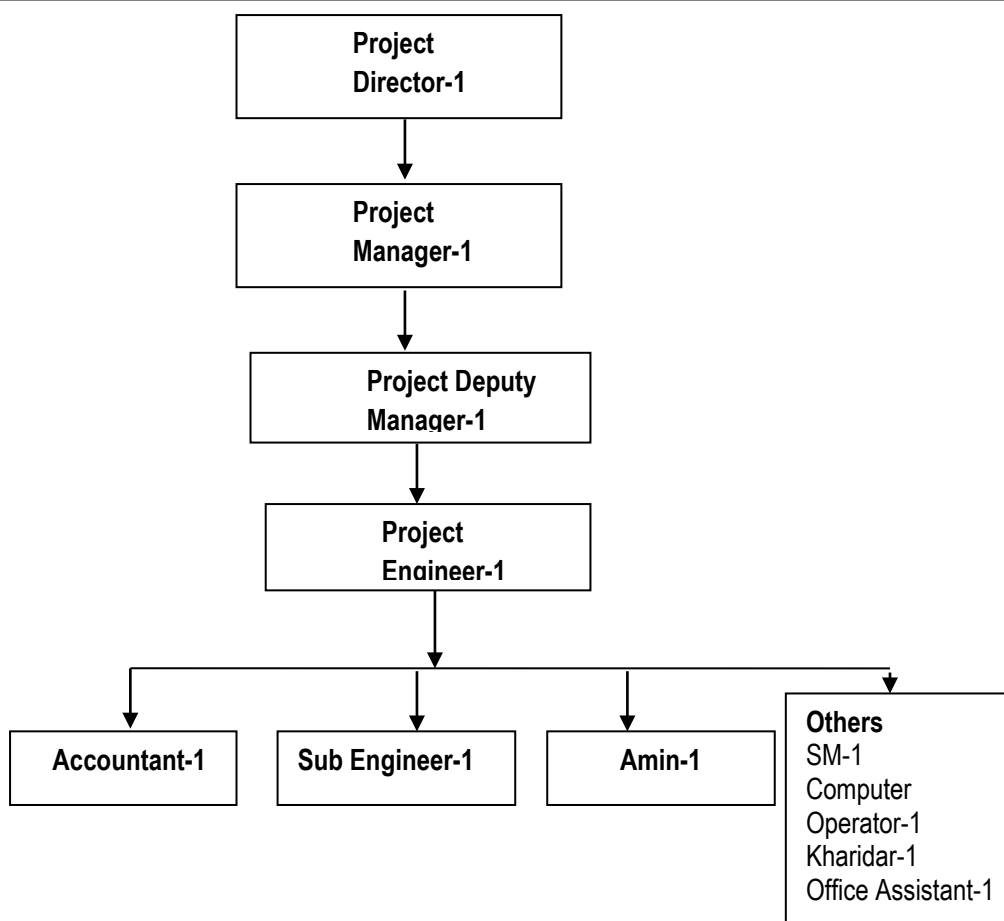 Project
Director-1
Project
Manager-1
Project Deputy
Manager-1
Project
Engineer-1
Accountant-1
Sub Engineer-1
Amin-1
Others
SM-1
Computer
Operator-1
Kharidar-1
Office Assistant-1